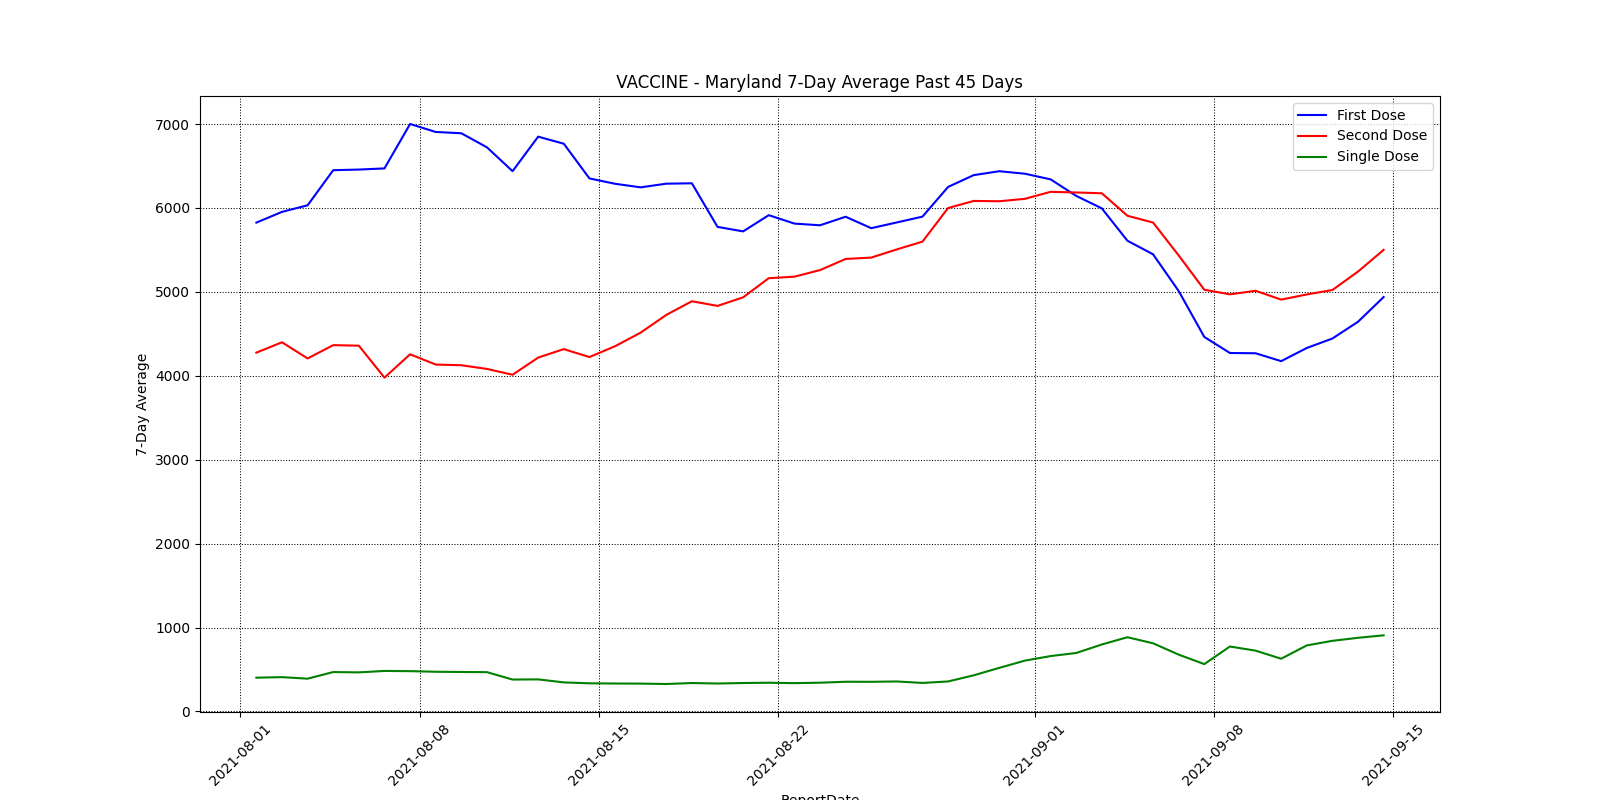 VACCINE - Maryland 7-Day Average Past 45 Days
First Dose
Second Dose
Single Dose
7-Day Average
7000
6000
5000
4000
3000
2000
1000
0
2021-08-01
2021-08-08
2021-08-15
2021-08-22
2021-09-01
2021-09-08
2021-09-15
ReportDate